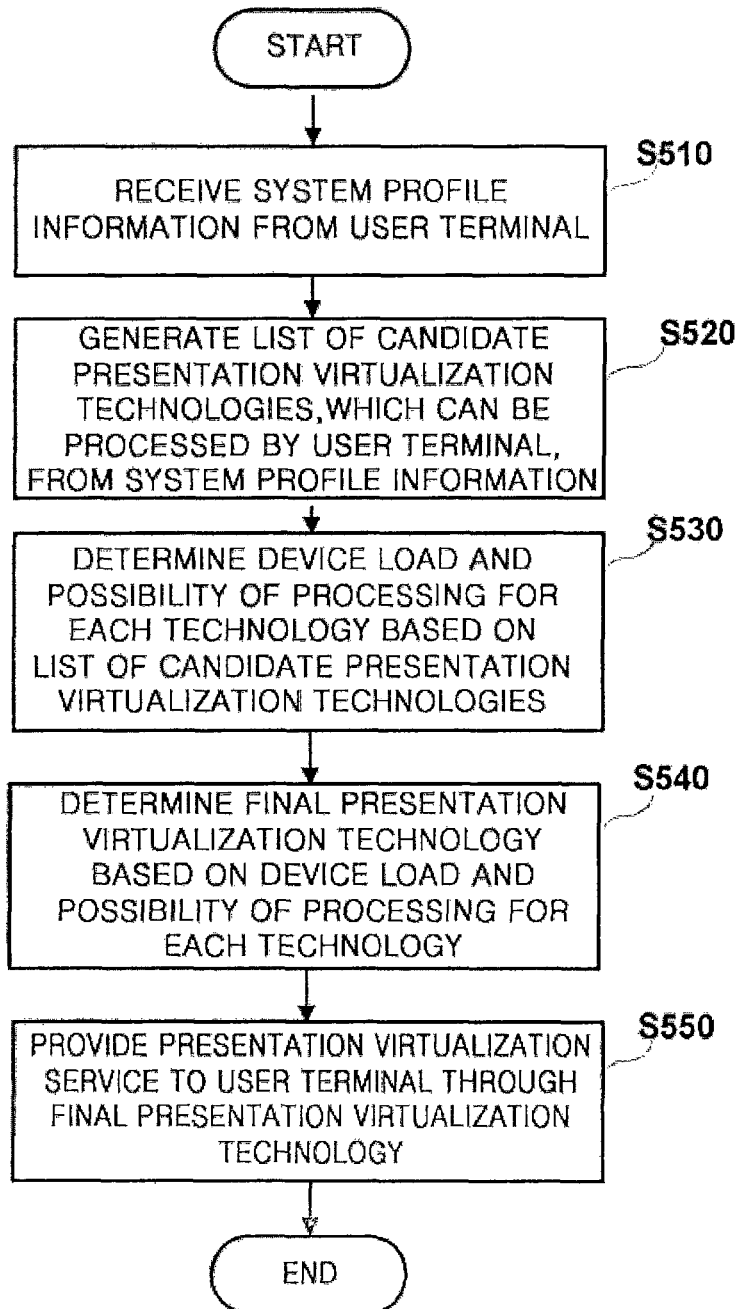 START
S510
RECEIVE SYSTEM PROFILE
INFORMATION FROM USER TERMINAL
S520
GENERATE LIST OF CANDIDATE
PRESENTATION VIRTUALIZATION
TECHNOLOGIES,WHICH CAN BE
PROCESSED BY USER TERMINAL,
FROM SYSTEM PROFILE INFORMATION
S530
DETERMINE DEVICE LOAD AND
POSSIBILITY OF PROCESSING FOR
EACH TECHNOLOGY BASED ON
LIST OF CANDIDATE PRESENTATION
VIRTUALIZATION TECHNOLOGIES
S540
DETERMINE FINAL PRESENTATION
VIRTUALIZATION TECHNOLOGY
BASED ON DEVICE LOAD AND
POSSIBILITY OF PROCESSING FOR
EACH TECHNOLOGY
S550
PROVIDE PRESENTATION VIRTUALIZATION
SERVICE TO USER TERMINAL THROUGH
FINAL PRESENTATION VIRTUALIZATION
TECHNOLOGY
END